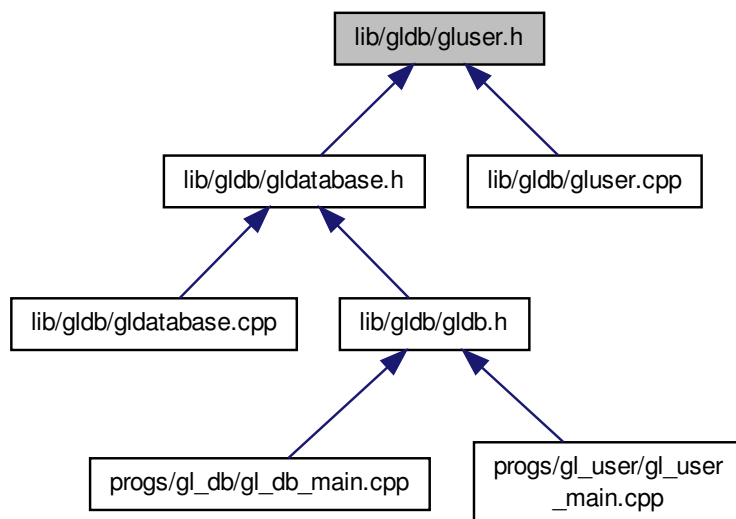 lib/gldb/gluser.h
lib/gldb/gldatabase.h
lib/gldb/gluser.cpp
lib/gldb/gldatabase.cpp
lib/gldb/gldb.h
progs/gl_db/gl_db_main.cpp
progs/gl_user/gl_user
_main.cpp